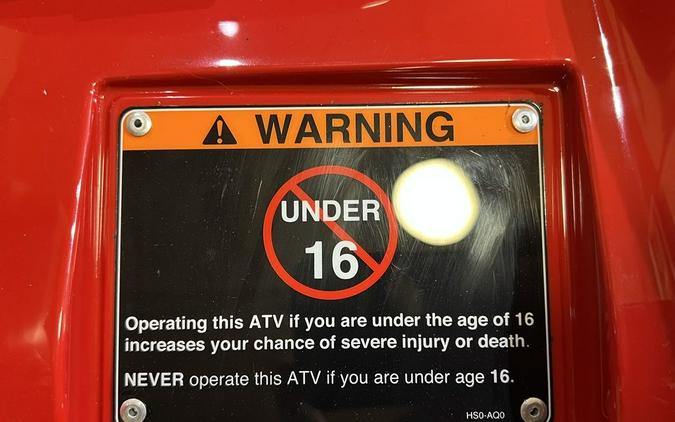 WARNING
UNDER
16
Operating this ATV if you are under the age of 16
increases your chance of severe injury or death.
NEVER operate this ATV if you are under age 16.
HS0-AQ0